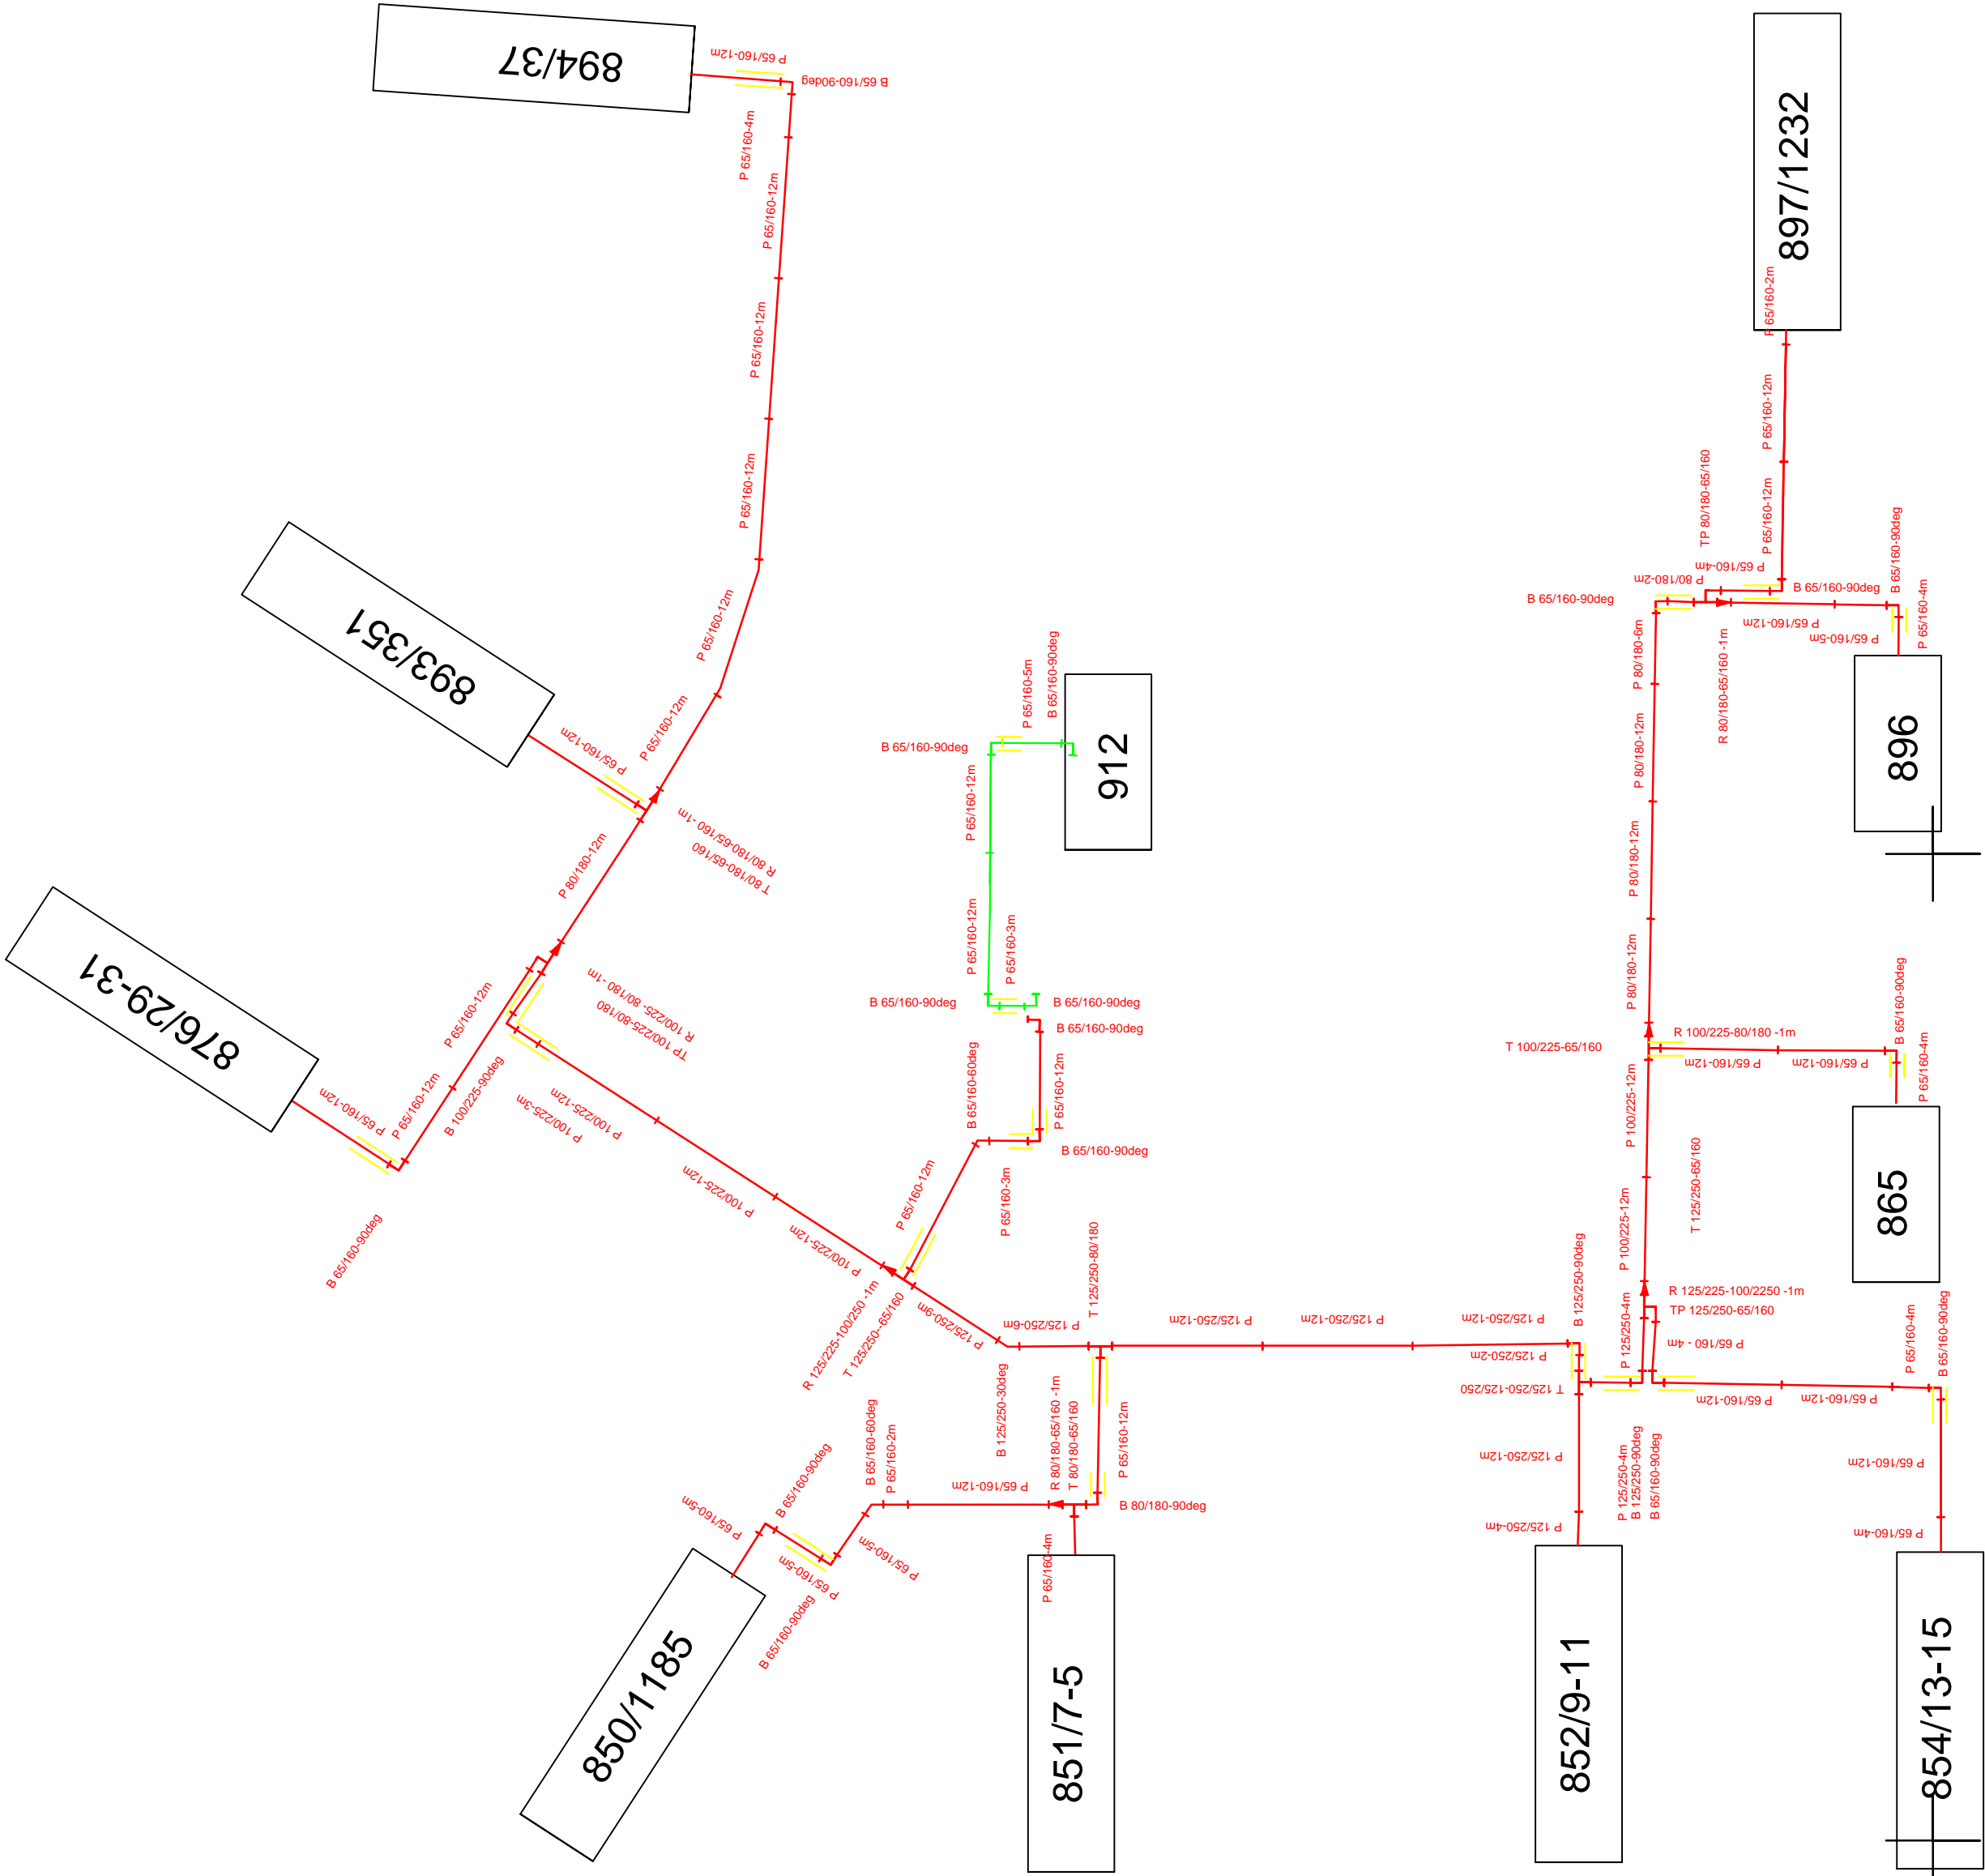 894/37
P 65/160-12m
B 65/160-90deg
P 65/160-4m
P 65/160-12m
P 65/160-12m
P 65/160-12m
P 65/160-12m
P 65/160-12m
893/351
P 65/160-12m
R 80/180-65/160 -1m
T 80/180-65/160
P 80/180-12m
876/29-31
P 65/160-12m
P 65/160-12m
P 65/160-12m
B 65/160-90deg
B 100/225-90deg
R 100/225- 80/180 -1m
TP 100/225-80/180
P 100/225-3m
P 100/225-12m
P 100/225-12m
P 100/225-12m
R 125/225-100/250 -1m
T 125/250--65/160
P 125/250-9m
B 125/250-30deg
P 125/250-6m
T 125/250-80/180
912
B 65/160-90deg
P 65/160-5m
B 65/160-90deg
P 65/160-12m
P 65/160-12m
P 65/160-3m
B 65/160-90deg
B 65/160-90deg
B 65/160-90deg
B 65/160-60deg
P 65/160-12m
B 65/160-90deg
P 65/160-3m
P 65/160-12m
897/1232
P 65/160-2m
P 65/160-12m
P 65/160-12m
TP 80/180-65/160
P 65/160-4m
P 80/180-2m
B 65/160-90deg
B 65/160-90deg
B 65/160-90deg
P 65/160-4m
P 65/160-5m
P 65/160-12m
R 80/180-65/160 -1m
896
P 80/180-6m
P 80/180-12m
P 80/180-12m
P 80/180-12m
R 100/225-80/180 -1m
T 100/225-65/160
P 65/160-12m
P 65/160-12m
B 65/160-90deg
P 65/160-4m
865
P 100/225-12m
P 100/225-12m
T 125/250-65/160
R 125/225-100/2250 -1m
TP 125/250-65/160
P 65/160 - 4m
P 125/250-4m
B 125/250-90deg
P 125/250-12m
P 125/250-12m
P 125/250-12m
P 125/250-2m
T 125/250-125/250
P 65/160-12m
P 65/160-12m
P 65/160-4m
B 65/160-90deg
P 65/160-12m
P 65/160-4m
854/13-15
P 125/250-4m
B 125/250-90deg
B 65/160-90deg
P 125/250-12m
P 125/250-4m
852/9-11
P 65/160-12m
B 80/180-90deg
R 80/180-65/160 -1m
T 80/180-65/160
P 65/160-12m
P 65/160-4m
851/7-5
B 65/160-60deg
P 65/160-2m
P 65/160-5m
B 65/160-90deg
P 65/160-5m
P 65/160-5m
B 65/160-90deg
850/1185